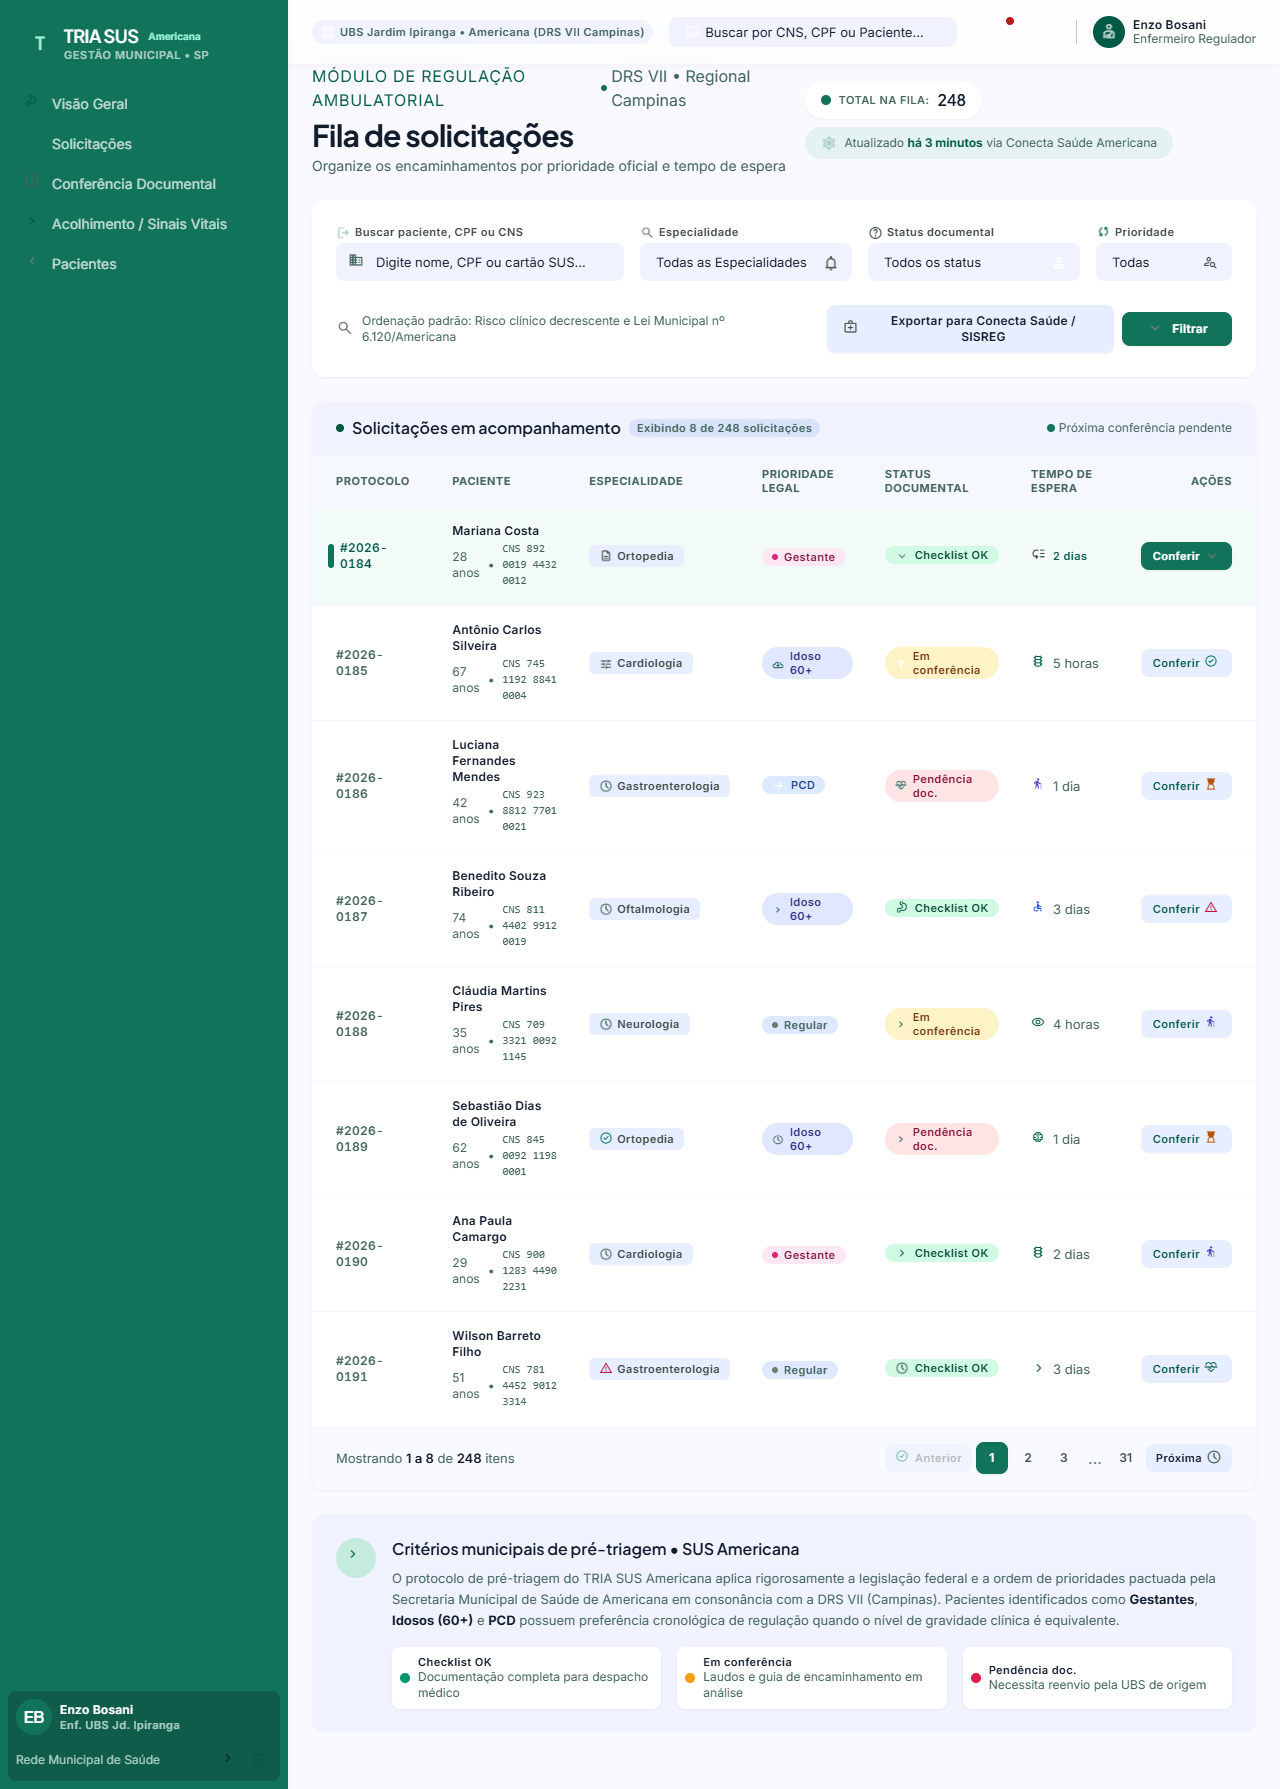 T
TRIA SUS Americana
GESTÃO MUNICIPAL • SP
Visão Geral
Solicitações
Conferência Documental
Acolhimento / Sinais Vitais
Pacientes
EB
Enzo Bosani
Enf. UBS Jd. Ipiranga
Rede Municipal de Saúde
UBS Jardim Ipiranga • Americana (DRS VII Campinas)
Buscar por CNS, CPF ou Paciente...
Enzo Bosani
Enfermeiro Regulador
MÓDULO DE REGULAÇÃO
AMBULATORIAL
• DRS VII • Regional
Campinas
Fila de solicitações
Organize os encaminhamentos por prioridade oficial e tempo de espera
TOTAL NA FILA: 248
Atualizado há 3 minutos via Conecta Saúde Americana
Buscar paciente, CPF ou CNS
Digite nome, CPF ou cartão SUS...
Especialidade
Todas as Especialidades
Status documental
Todos os status
Prioridade
Todas
Ordenação padrão: Risco clínico decrescente e Lei Municipal nº
6.120/Americana
Exportar para Conecta Saúde /
SISREG
Filtrar
Solicitações em acompanhamento
Exibindo 8 de 248 solicitações
Próxima conferência pendente
PROTOCOLO
PACIENTE
ESPECIALIDADE
PRIORIDADE
LEGAL
STATUS
DOCUMENTAL
TEMPO DE
ESPERA
AÇÕES
#2026-
0184
Mariana Costa
28
anos
•
CNS 892
0019 4432
0012
Ortopedia
Gestante
Checklist OK
2 dias
Conferir
#2026-
0185
Antônio Carlos
Silveira
67
anos
•
CNS 745
1192 8841
0004
Cardiologia
Idoso
60+
Em
conferência
5 horas
Conferir
#2026-
0186
Luciana
Fernandes
Mendes
42
anos
•
CNS 923
8812 7701
0021
Gastroenterologia
PCD
Pendência
doc.
1 dia
Conferir
#2026-
0187
Benedito Souza
Ribeiro
74
anos
•
CNS 811
4402 9912
0019
Oftalmologia
Idoso
60+
Checklist OK
3 dias
Conferir
#2026-
0188
Cláudia Martins
Pires
35
anos
•
CNS 709
3321 0092
1145
Neurologia
Regular
Em
conferência
4 horas
Conferir
#2026-
0189
Sebastião Dias
de Oliveira
62
anos
•
CNS 845
0092 1198
0001
Ortopedia
Idoso
60+
Pendência
doc.
1 dia
Conferir
#2026-
0190
Ana Paula
Camargo
29
anos
•
CNS 900
1283 4490
2231
Cardiologia
Gestante
Checklist OK
2 dias
Conferir
#2026-
0191
Wilson Barreto
Filho
51
anos
•
CNS 781
4452 9012
3314
Gastroenterologia
Regular
Checklist OK
3 dias
Conferir
Mostrando 1 a 8 de 248 itens
Anterior
1
2
3
...
31
Próxima
Critérios municipais de pré-triagem • SUS Americana
O protocolo de pré-triagem do TRIA SUS Americana aplica rigorosamente a legislação federal e a ordem de prioridades pactuada pela
Secretaria Municipal de Saúde de Americana em consonância com a DRS VII (Campinas). Pacientes identificados como Gestantes,
Idosos (60+) e PCD possuem preferência cronológica de regulação quando o nível de gravidade clínica é equivalente.
Checklist OK
Documentação completa para despacho
médico
Em conferência
Laudos e guia de encaminhamento em
análise
Pendência doc.
Necessita reenvio pela UBS de origem